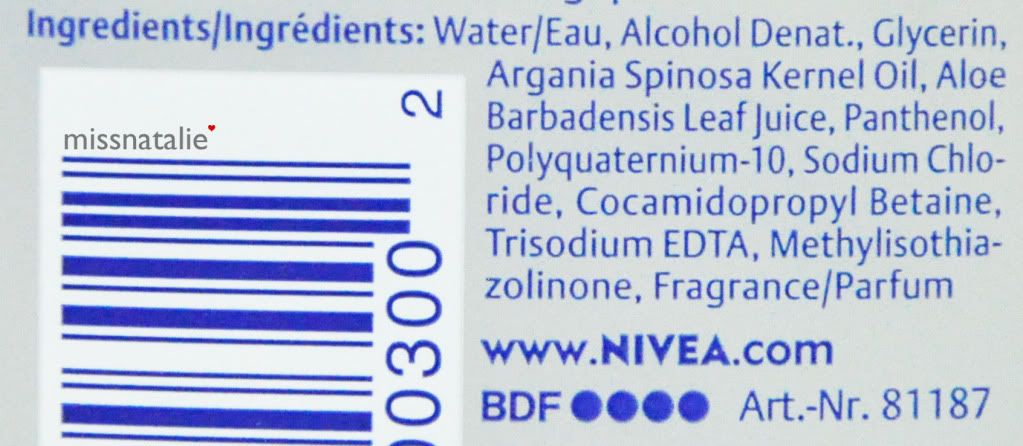 Ingredients/Ingrédients: Water/Eau, Alcohol Denat., Glycerin,
Argania Spinosa Kernel Oil, Aloe
Barbadensis Leaf Juice, Panthenol,
Polyquaternium-10, Sodium Chlo-
ride, Cocamidopropyl Betaine,
Trisodium EDTA, Methylisothia-
zolinone, Fragrance/Parfum
www.NIVEA.com
BDF●●●● Art.-Nr. 81187
missnatalie
00300 2